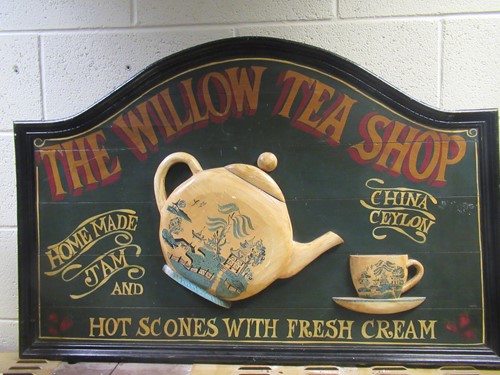 THE WILLOW TEA SHOP
CHINA
CEYLON
HOME MADE
JAM
AND
HOT SCONES WITH FRESH CREAM